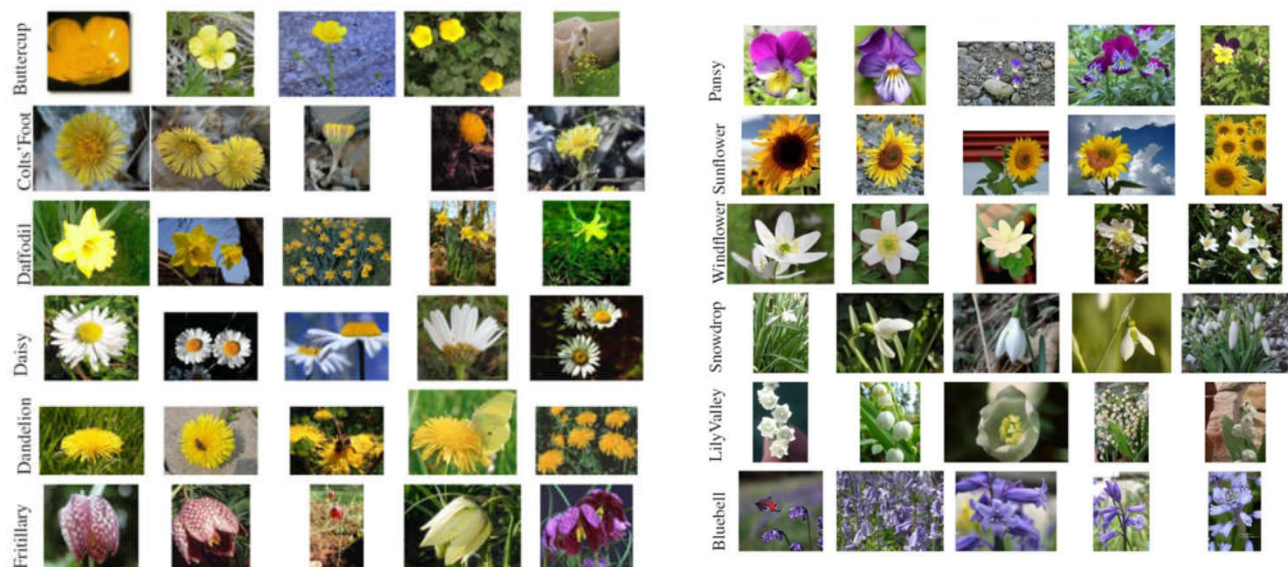 Buttercup
Colts'Foot
Daffodil
Daisy
Dandelion
Fritillary
Pansy
Sunflower
Windflower
Snowdrop
LilyValley
Bluebell